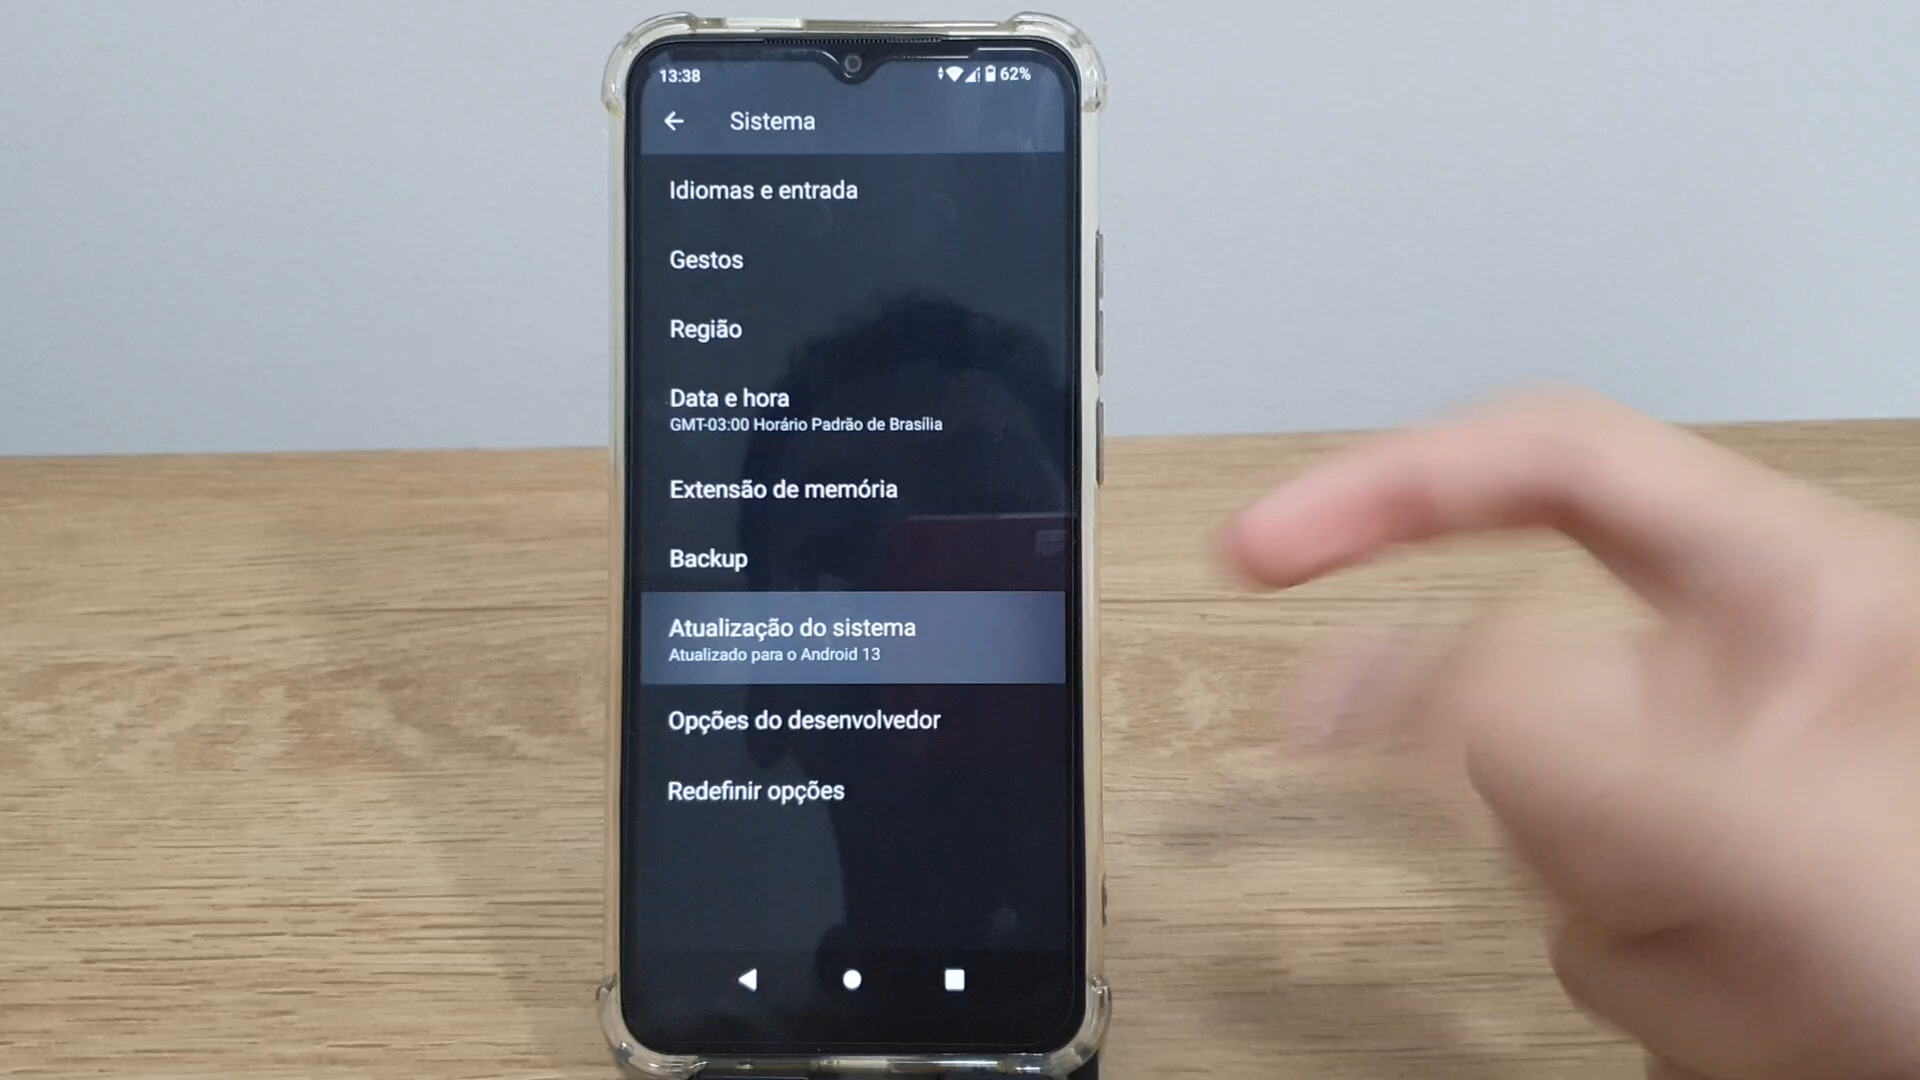 13:38
62%
Sistema
Idiomas e entrada
Gestos
Região
Data e hora
GMT-03:00 Horário Padrão de Brasília
Extensão de memória
Backup
Atualização do sistema
Atualizado para o Android 13
Opções do desenvolvedor
Redefinir opções